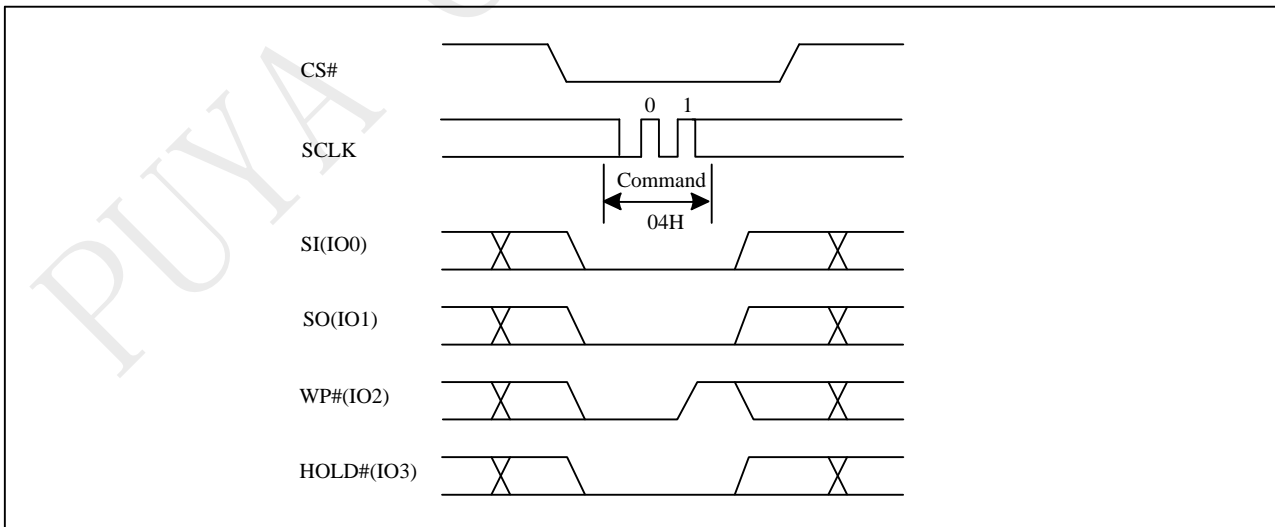 PUYA
CS#
0 1
SCLK
Command
04H
SI(IO0)
SO(IO1)
WP#(IO2)
HOLD#(IO3)